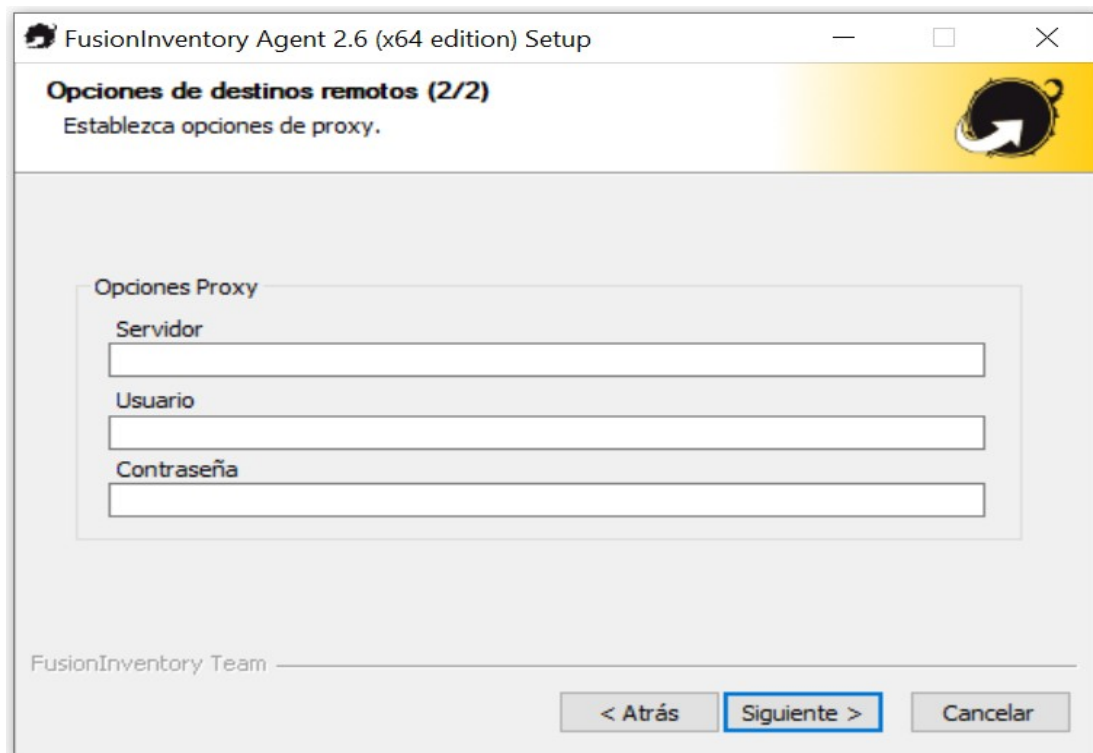 FusionInventory Agent 2.6 (x64 edition) Setup
Opciones de destinos remotos (2/2)
Establezca opciones de proxy.
Opciones Proxy
Servidor
Usuario
Contraseña
FusionInventory Team
< Atrás
Siguiente >
Cancelar